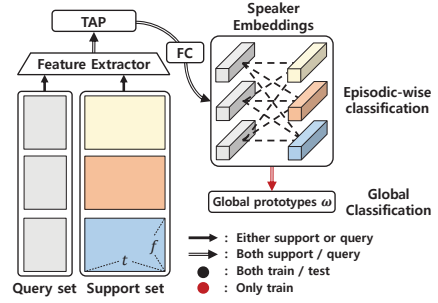 TAP
Speaker
Embeddings
FC
Feature Extractor
Episodic-wise
classification
Global prototypes ω
Global
Classification
f
t
Query set
Support set
: Either support or query
: Both support / query
: Both train / test
: Only train